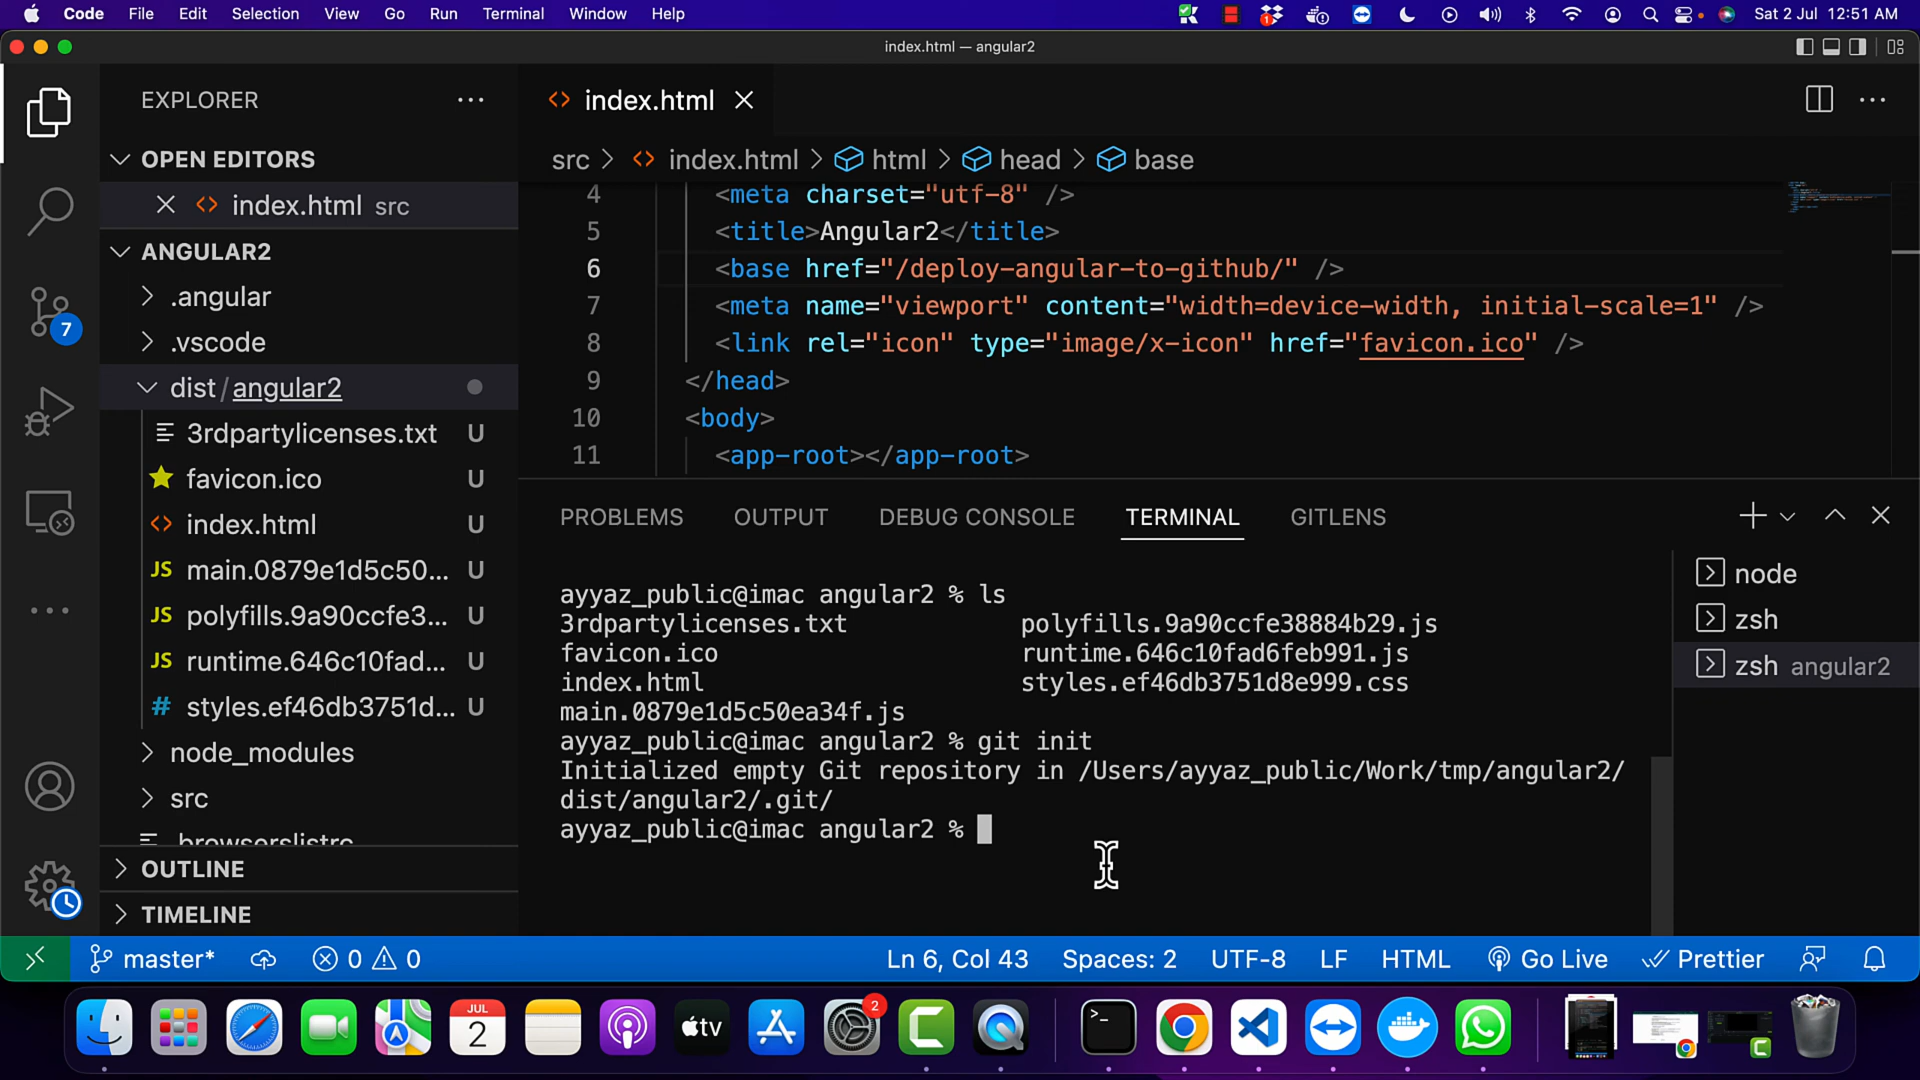 Code File Edit Selection View Go Run Terminal Window Help
1
Sat 2 Jul 12:51 AM
index.html — angular2
EXPLORER
OPEN EDITORS
index.html src
ANGULAR2
.angular
.vscode
dist / angular2
3rdpartylicenses.txt U
favicon.ico U
index.html U
JS main.0879e1d5c50... U
JS polyfills.9a90ccfe3... U
JS runtime.646c10fad... U
# styles.ef46db3751d... U
node_modules
src
.browserslistrc
OUTLINE
TIMELINE
7
index.html
src > index.html > html > head > base
4 <meta charset="utf-8" />
5 <title>Angular2</title>
6 <base href="/deploy-angular-to-github/" />
7 <meta name="viewport" content="width=device-width, initial-scale=1" />
8 <link rel="icon" type="image/x-icon" href="favicon.ico" />
9 </head>
10 <body>
11 <app-root></app-root>
PROBLEMS OUTPUT DEBUG CONSOLE TERMINAL GITLENS
ayyaz_public@imac angular2 % ls
3rdpartylicenses.txt polyfills.9a90ccfe38884b29.js
favicon.ico runtime.646c10fad6feb991.js
index.html styles.ef46db3751d8e999.css
main.0879e1d5c50ea34f.js
ayyaz_public@imac angular2 % git init
Initialized empty Git repository in /Users/ayyaz_public/Work/tmp/angular2/
dist/angular2/.git/
ayyaz_public@imac angular2 %
node
zsh
zsh angular2
master* 0 0 Ln 6, Col 43 Spaces: 2 UTF-8 LF HTML Go Live Prettier
JUL
2
tv
2